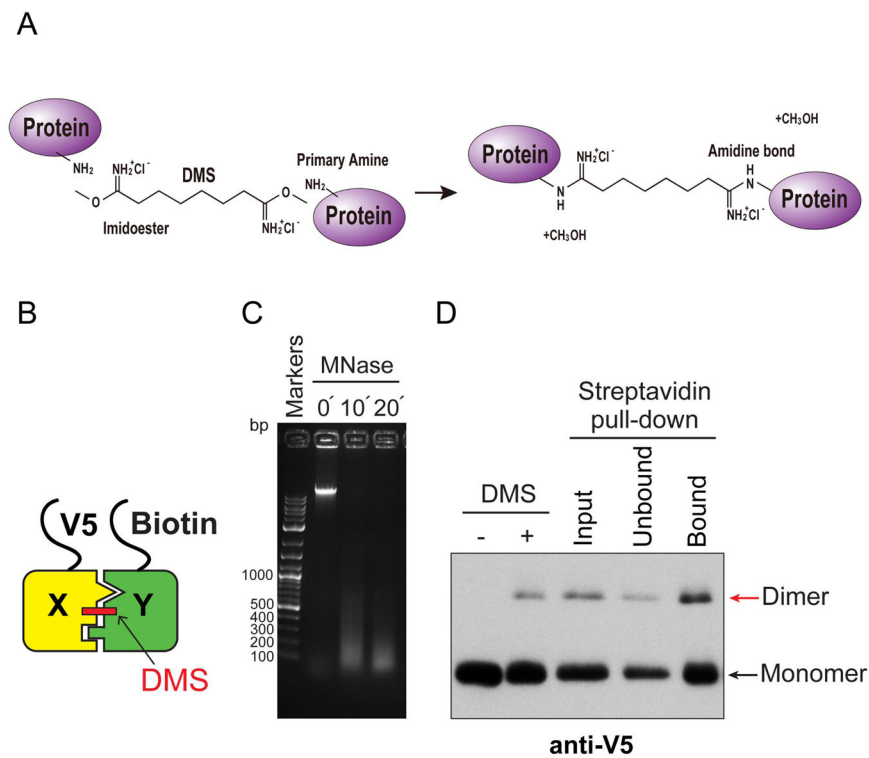 A
Protein
NH₂
NH₂⁺Cl⁻
O
Imidoester
DMS
Primary Amine
O
NH₂
NH₂⁺Cl⁻
Protein
Protein
NH₂⁺Cl⁻
N
H
+CH₃OH
+CH₃OH
Amidine bond
H
N
NH₂⁺Cl⁻
Protein
B
V5
Biotin
X
Y
DMS
C
Markers
MNase
0´ 10´ 20´
bp
1000
500
400
300
200
100
D
Streptavidin
pull-down
DMS
- +
Input
Unbound
Bound
Dimer
Monomer
anti-V5